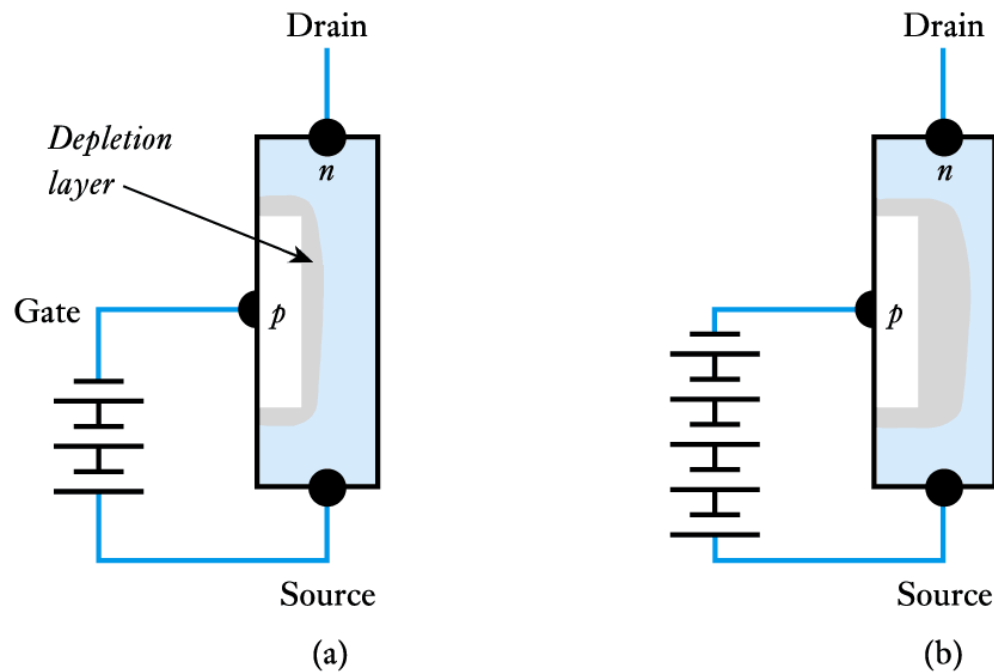 Drain
Depletion
layer
n
Gate
p
Source
(a)
Drain
n
p
Source
(b)